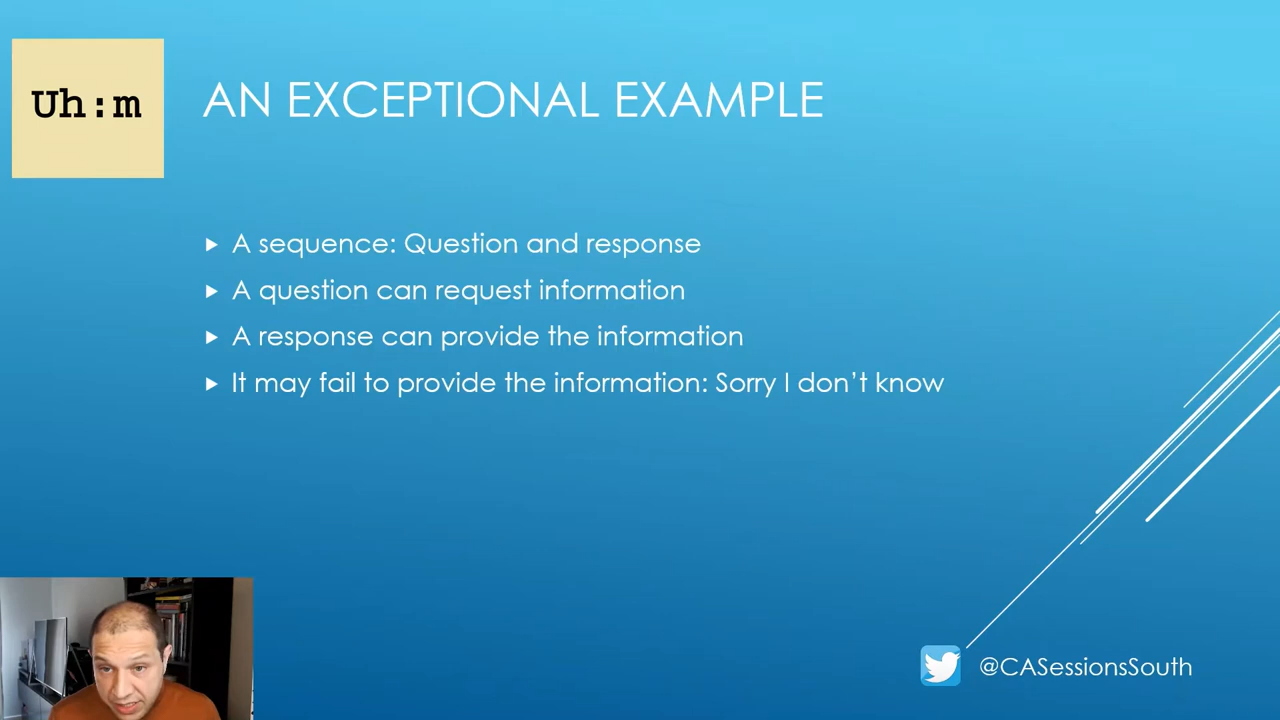 Uh:m
AN EXCEPTIONAL EXAMPLE
A sequence: Question and response
A question can request information
A response can provide the information
It may fail to provide the information: Sorry I don’t know
@CASessionsSouth